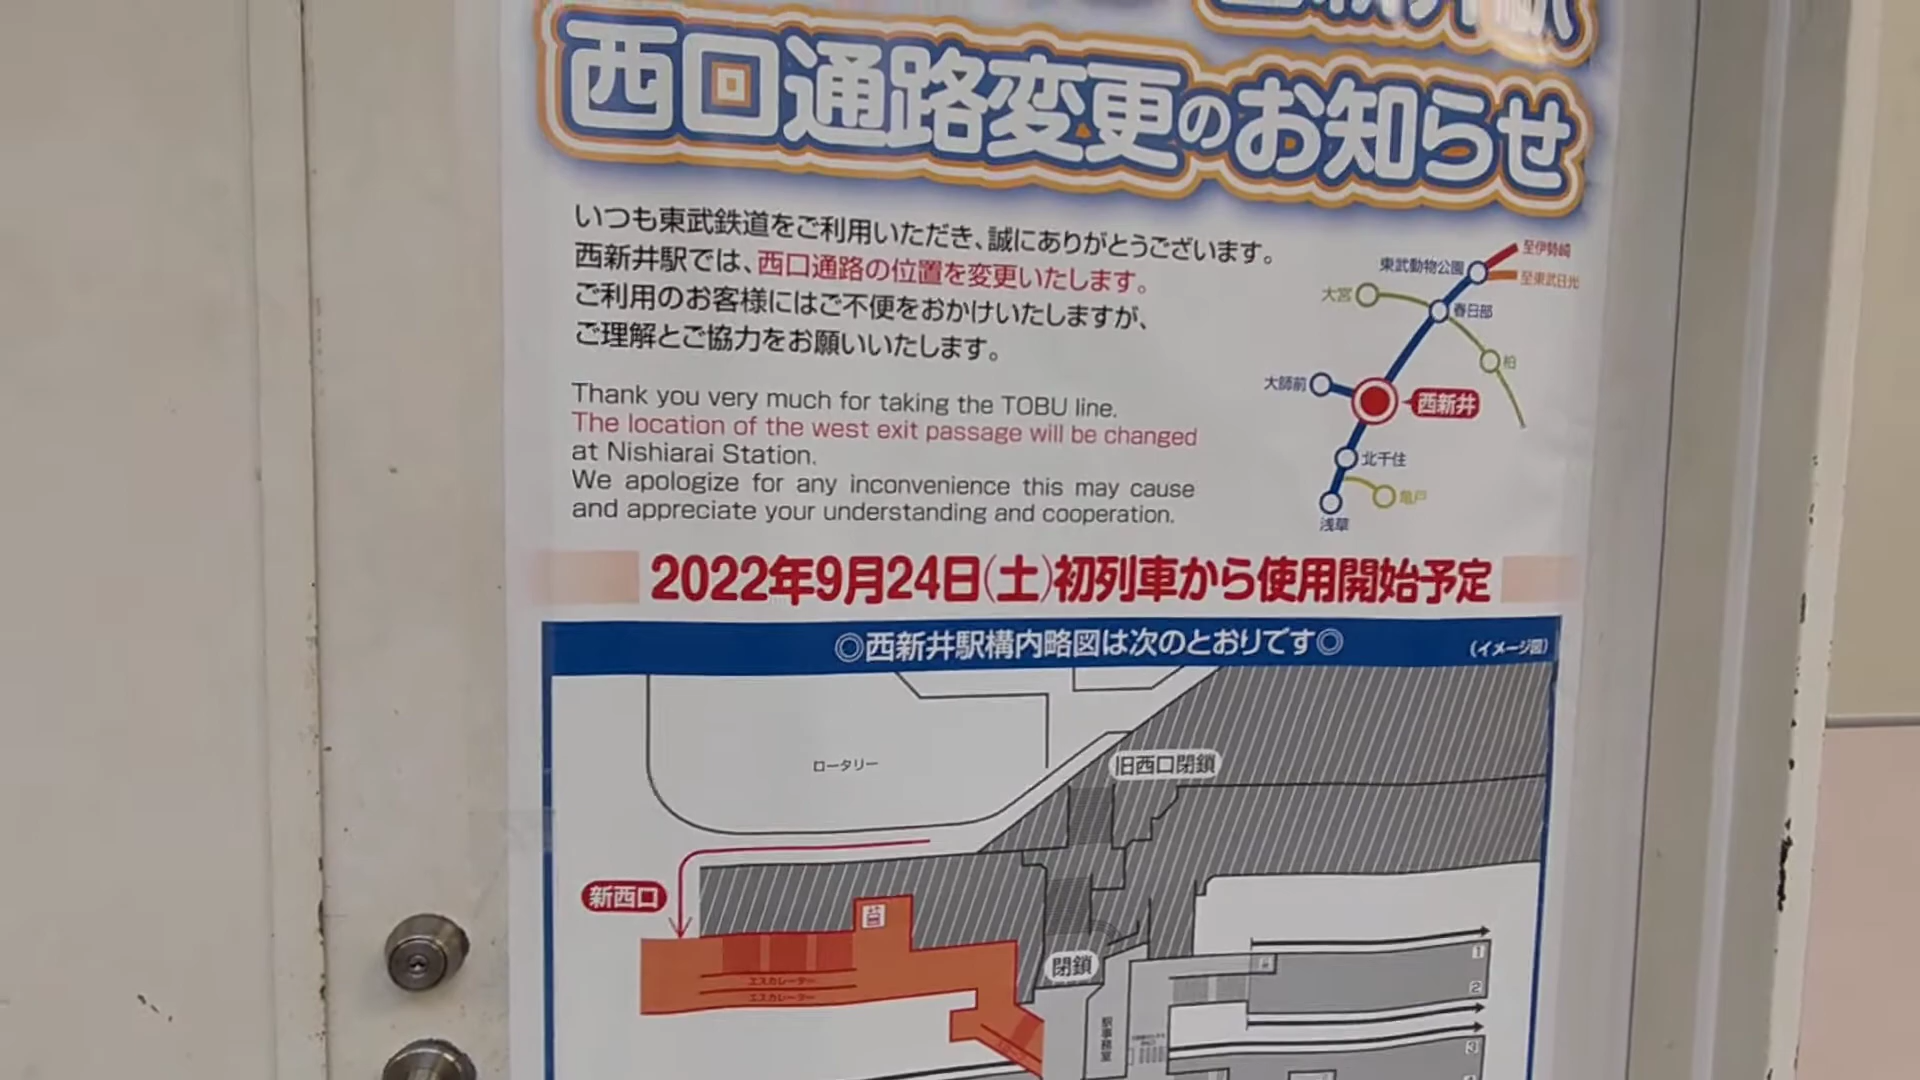 西口通路変更のお知らせ
いつも東武鉄道をご利用いただき、誠にありがとうございます。
西新井駅では、西口通路の位置を変更いたします。
ご利用のお客様にはご不便をおかけいたしますが、
ご理解とご協力をお願いいたします。
Thank you very much for taking the TOBU line.
The location of the west exit passage will be changed
at Nishiarai Station.
We apologize for any inconvenience this may cause
and appreciate your understanding and cooperation.
至伊勢崎
東武動物公園
至東武日光
大宮
春日部
柏
大師前
西新井
北千住
亀戸
浅草
2022年9月24日(土)初列車から使用開始予定
◎西新井駅構内略図は次のとおりです◎
(イメージ図)
ロータリー
旧西口閉鎖
新西口
エスカレーター
エスカレーター
閉鎖
駅事務室
1
2
3